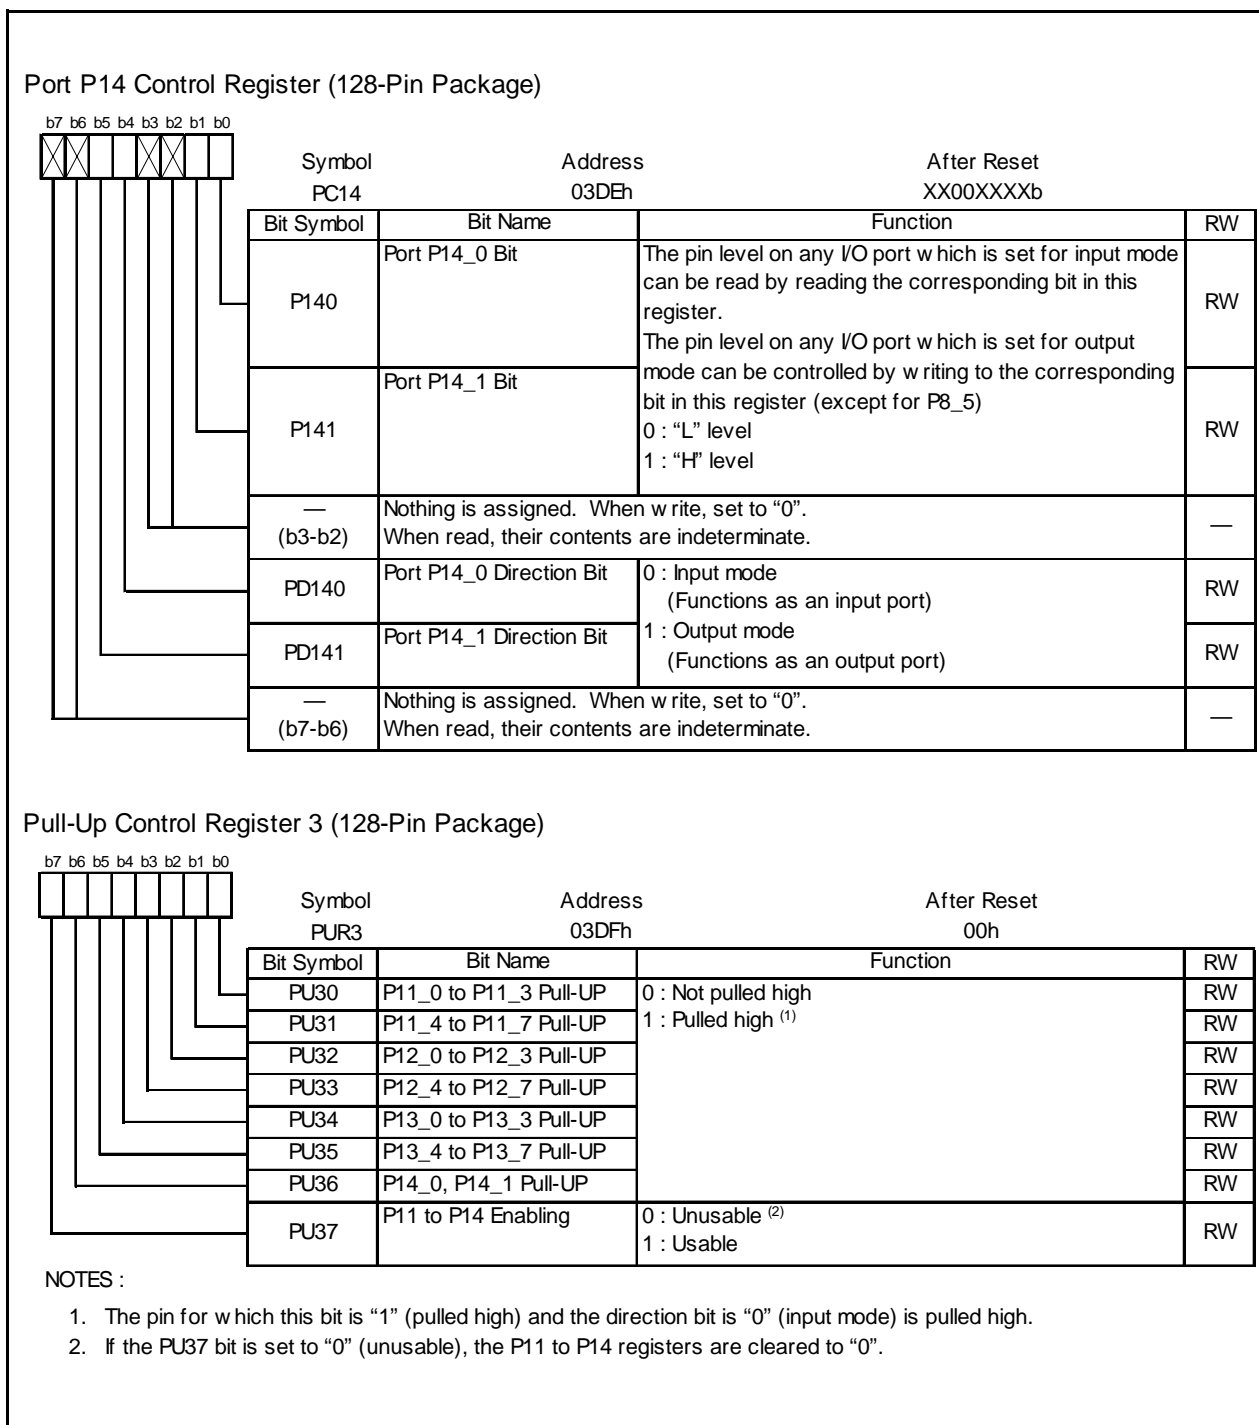 Port P14 Control Register (128-Pin Package)
b7 b6 b5 b4 b3 b2 b1 b0
Symbol Address After Reset
PC14 03DEh XX00XXXXb
Bit Symbol Bit Name Function RW
P140 Port P14_0 Bit The pin level on any I/O port which is set for input mode RW
can be read by reading the corresponding bit in this
register.
The pin level on any I/O port which is set for output
P141 Port P14_1 Bit mode can be controlled by writing to the corresponding RW
bit in this register (except for P8_5)
0 : “L” level
1 : “H” level
— Nothing is assigned. When write, set to “0”. —
(b3-b2) When read, their contents are indeterminate.
PD140 Port P14_0 Direction Bit 0 : Input mode RW
(Functions as an input port)
PD141 Port P14_1 Direction Bit 1 : Output mode RW
(Functions as an output port)
— Nothing is assigned. When write, set to “0”. —
(b7-b6) When read, their contents are indeterminate.
Pull-Up Control Register 3 (128-Pin Package)
b7 b6 b5 b4 b3 b2 b1 b0
Symbol Address After Reset
PUR3 03DFh 00h
Bit Symbol Bit Name Function RW
PU30 P11_0 to P11_3 Pull-UP 0 : Not pulled high RW
PU31 P11_4 to P11_7 Pull-UP 1 : Pulled high (1) RW
PU32 P12_0 to P12_3 Pull-UP RW
PU33 P12_4 to P12_7 Pull-UP RW
PU34 P13_0 to P13_3 Pull-UP RW
PU35 P13_4 to P13_7 Pull-UP RW
PU36 P14_0, P14_1 Pull-UP RW
PU37 P11 to P14 Enabling 0 : Unusable (2) RW
1 : Usable
NOTES :
1. The pin for which this bit is “1” (pulled high) and the direction bit is “0” (input mode) is pulled high.
2. If the PU37 bit is set to “0” (unusable), the P11 to P14 registers are cleared to “0”.